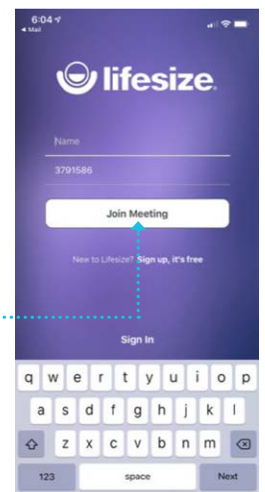 6:04
Mail
lifesize
Name
3791586
Join Meeting
New to Lifesize? Sign up, it's free
Sign In
q w e r t y u i o p
a s d f g h j k l
z x c v b n m
123 space Next